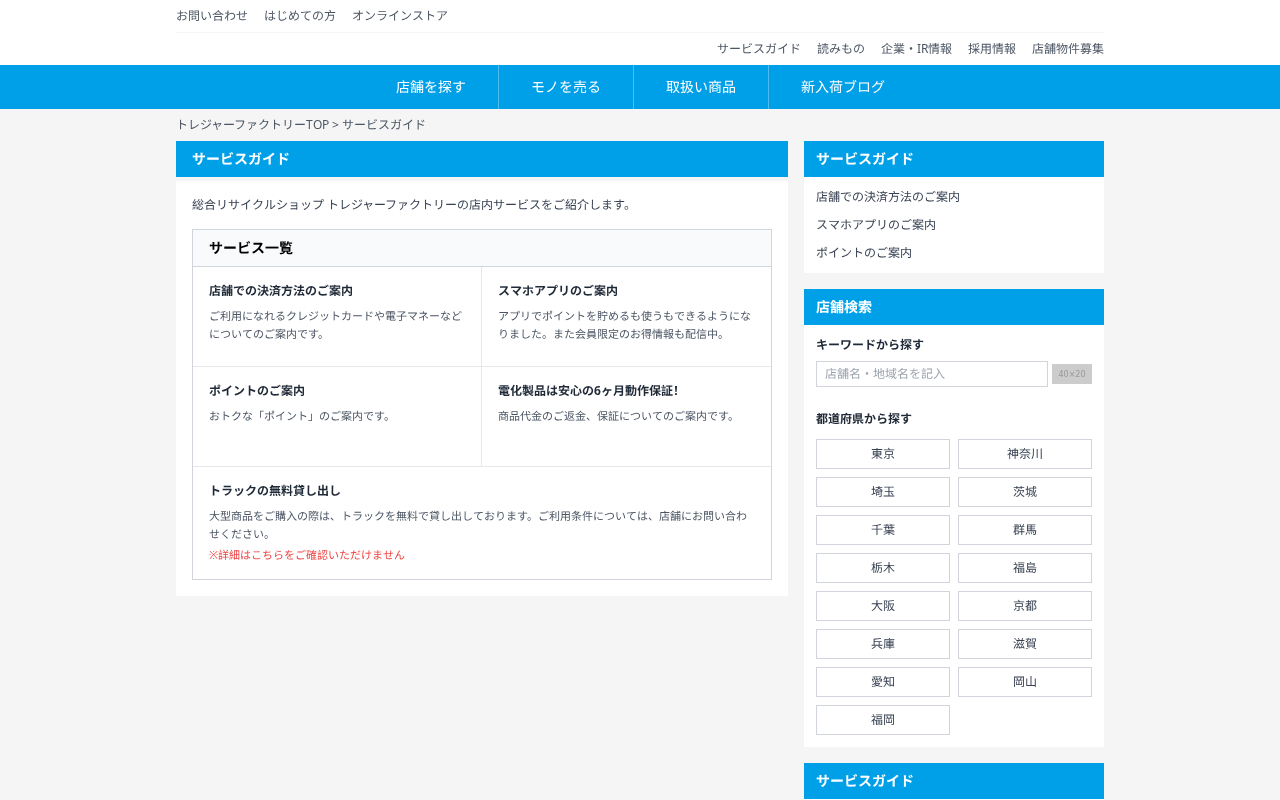 お問い合わせ はじめての方 オンラインストア
サービスガイド 読みもの 企業・IR情報 採用情報 店舗物件募集
店舗を探す モノを売る 取扱い商品 新入荷ブログ
トレジャーファクトリーTOP > サービスガイド
サービスガイド
総合リサイクルショップ トレジャーファクトリーの店内サービスをご紹介します。
サービス一覧
店舗での決済方法のご案内
ご利用になれるクレジットカードや電子マネーなど
についてのご案内です。
スマホアプリのご案内
アプリでポイントを貯めるも使うもできるようにな
りました。また会員限定のお得情報も配信中。
ポイントのご案内
おトクな「ポイント」のご案内です。
電化製品は安心の6ヶ月動作保証!
商品代金のご返金、保証についてのご案内です。
トラックの無料貸し出し
大型商品をご購入の際は、トラックを無料で貸し出しております。ご利用条件については、店舗にお問い合わ
せください。
※詳細はこちらをご確認いただけません
サービスガイド
店舗での決済方法のご案内
スマホアプリのご案内
ポイントのご案内
店舗検索
キーワードから探す
店舗名・地域名を記入 40×20
都道府県から探す
東京 神奈川
埼玉 茨城
千葉 群馬
栃木 福島
大阪 京都
兵庫 滋賀
愛知 岡山
福岡
サービスガイド